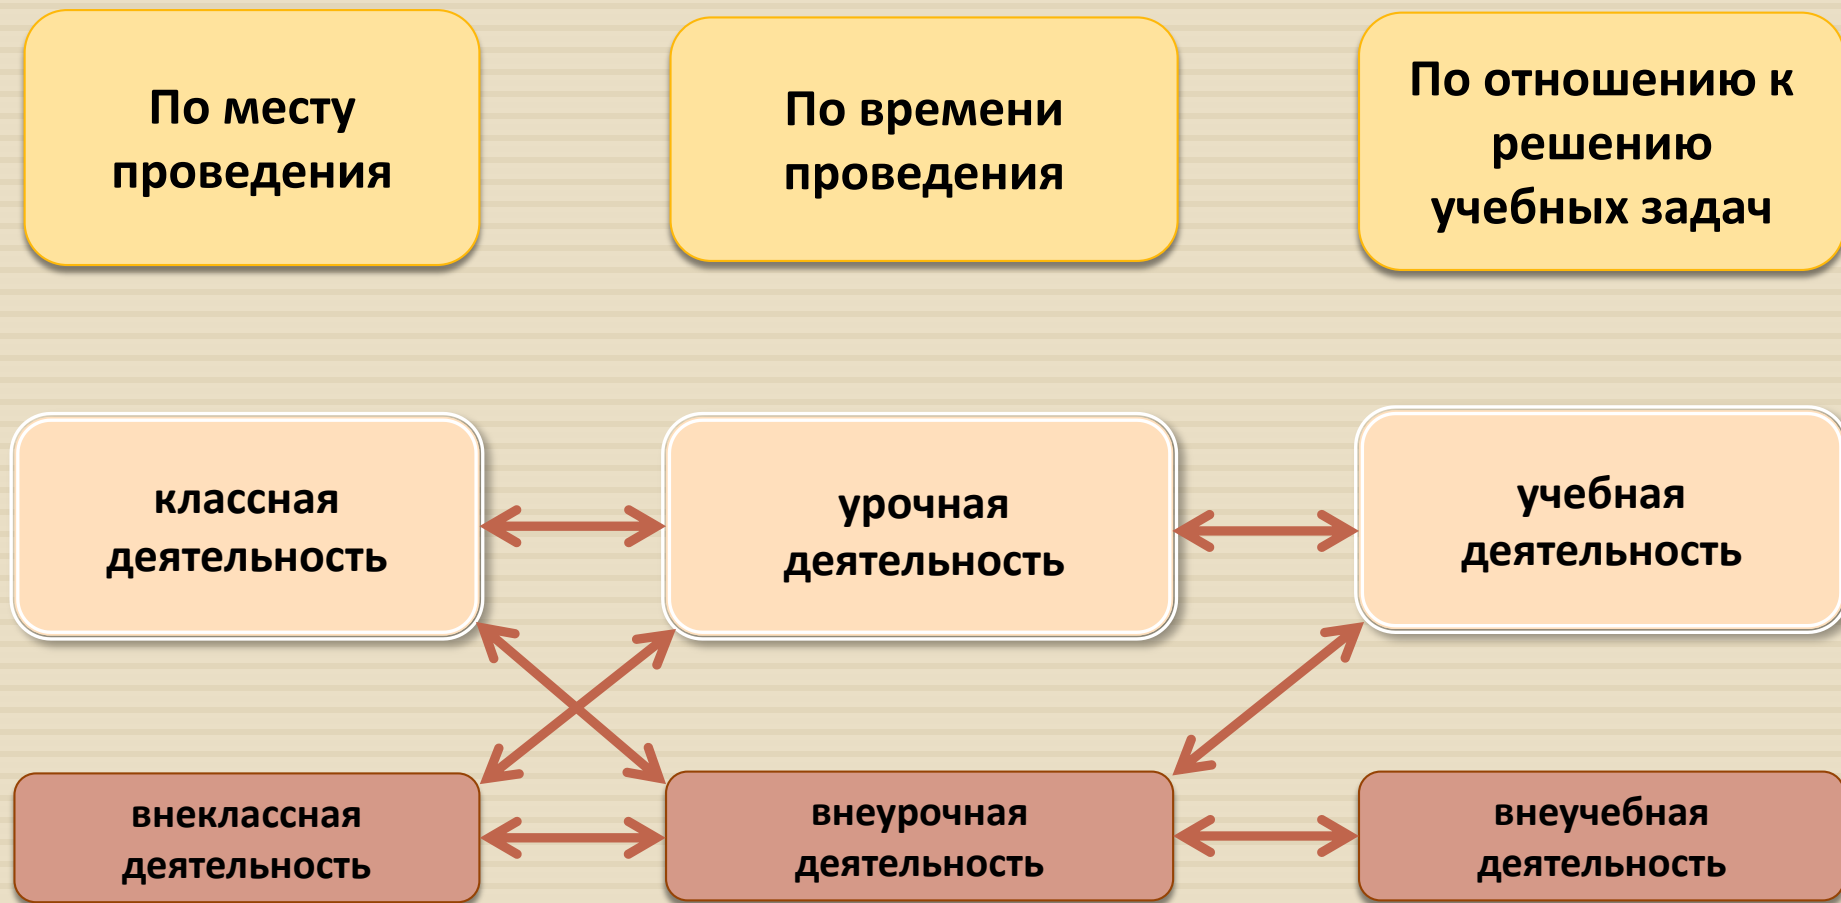 По месту
проведения
По времени
проведения
По отношению к
решению
учебных задач
классная
деятельность
урочная
деятельность
учебная
деятельность
внеклассная
деятельность
внеурочная
деятельность
внеучебная
деятельность